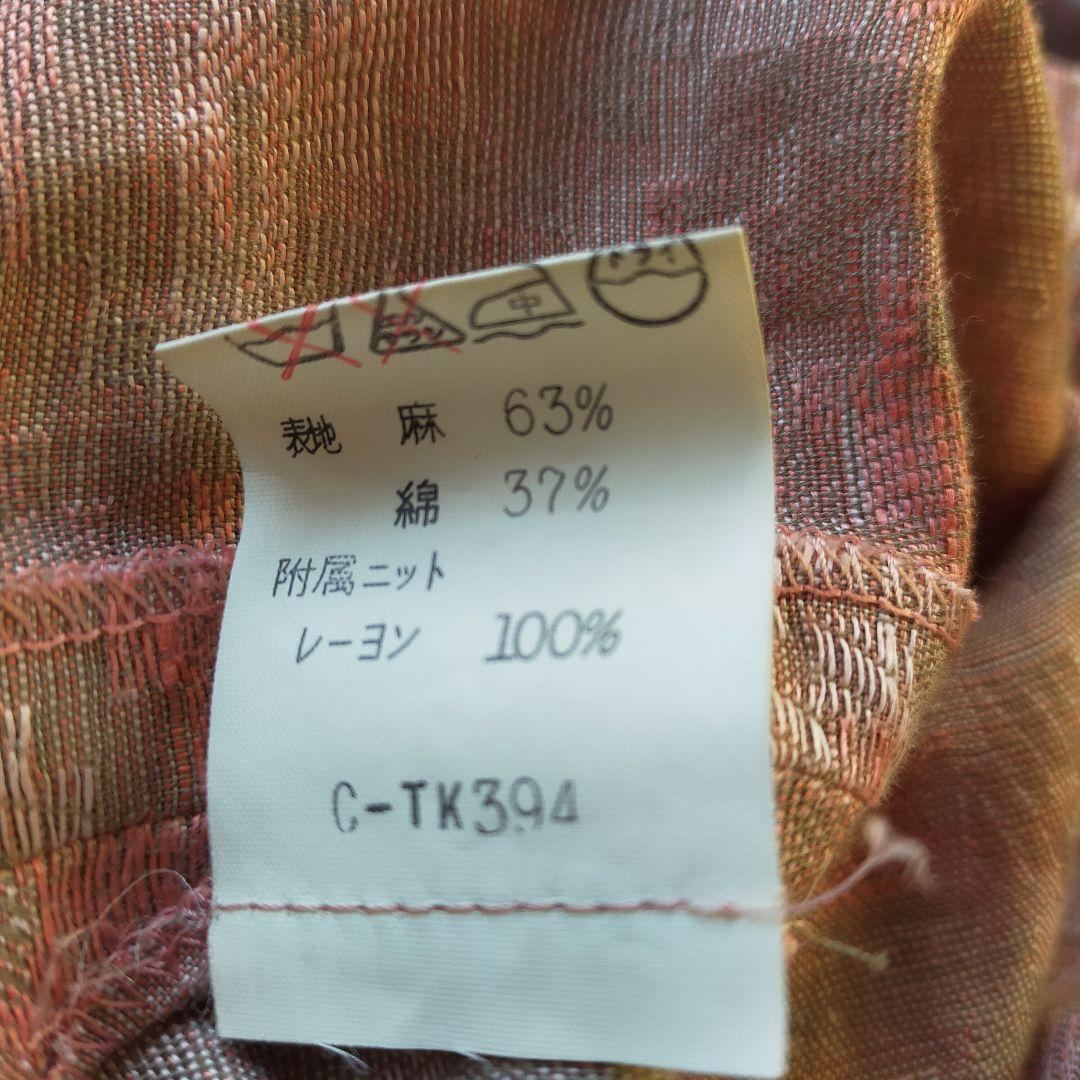 中 ドライ
表地 麻 63%
綿 37%
附属ニット
レーヨン 100%
C-TK394